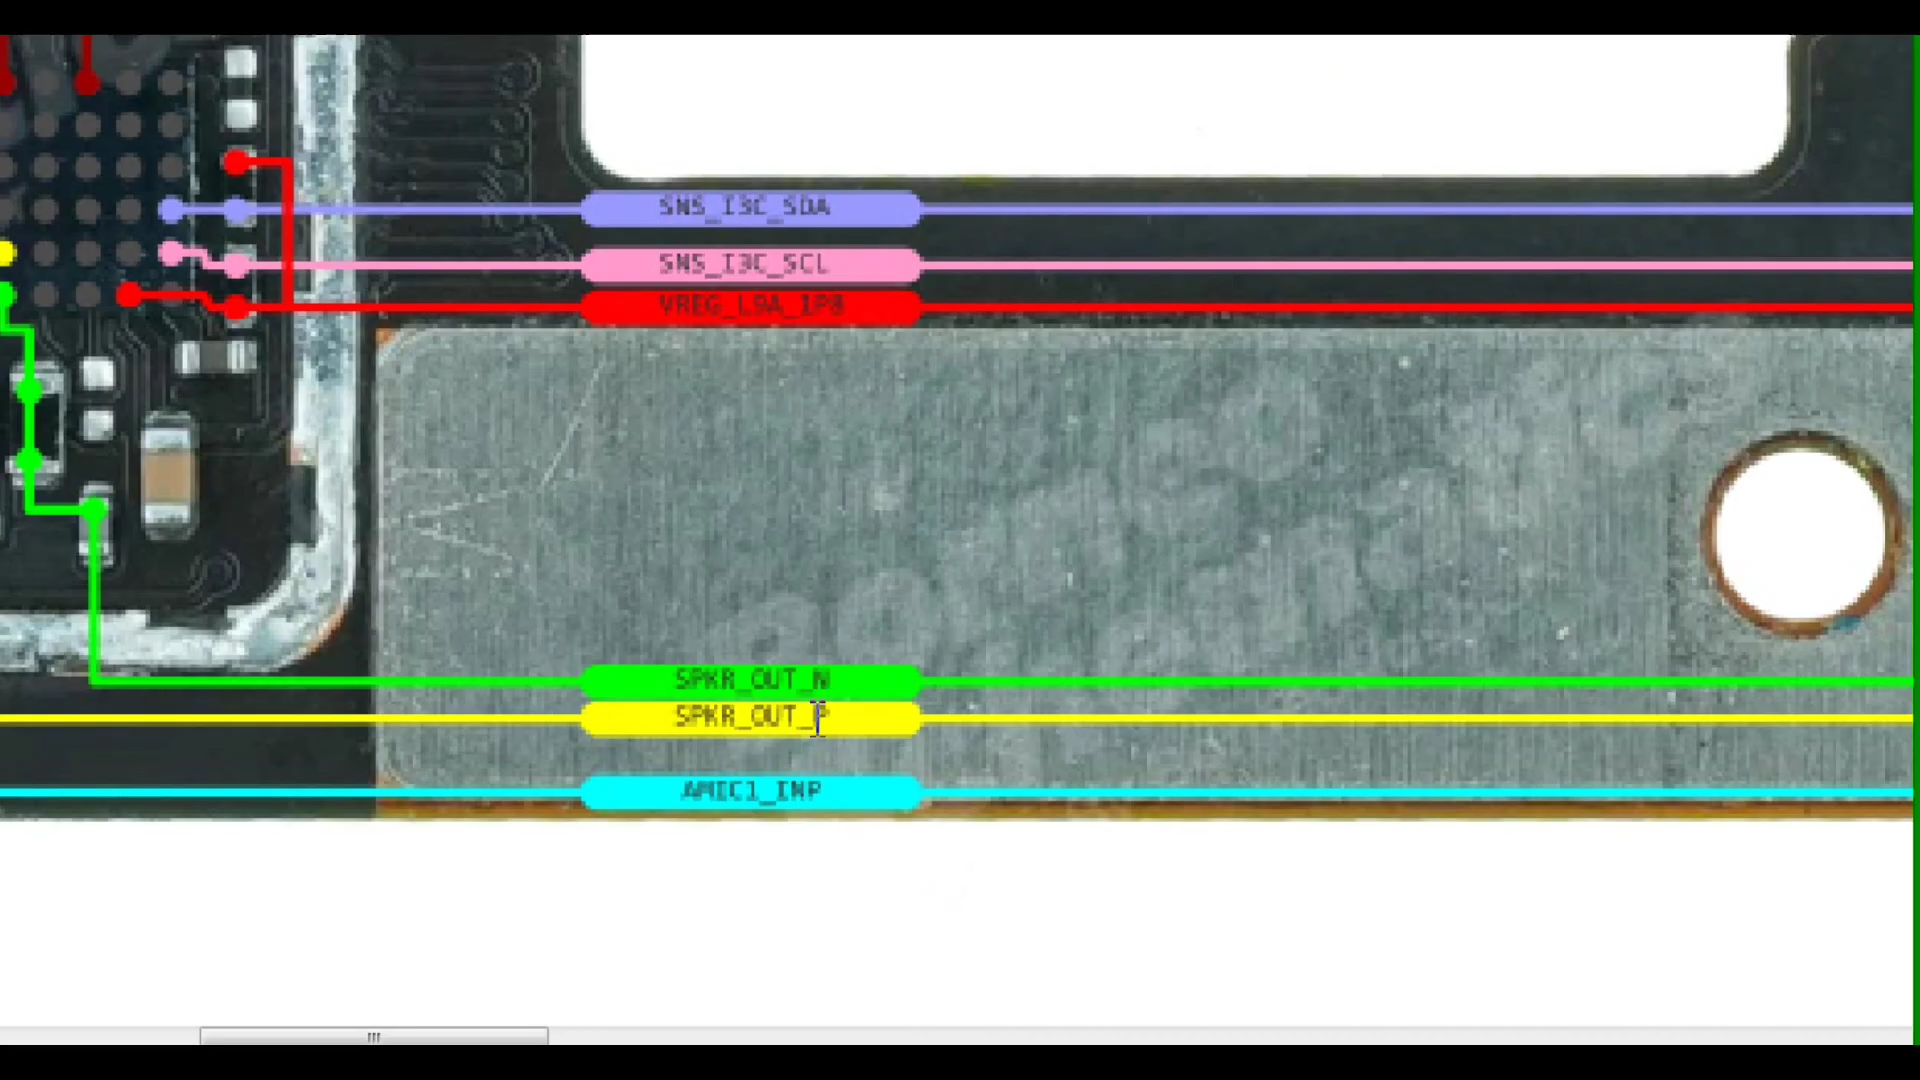 SNS_I3C_SDA
SNS_I3C_SCL
VREG_L9A_1P8
SPKR_OUT_N
SPKR_OUT_P
AMIC1_INP